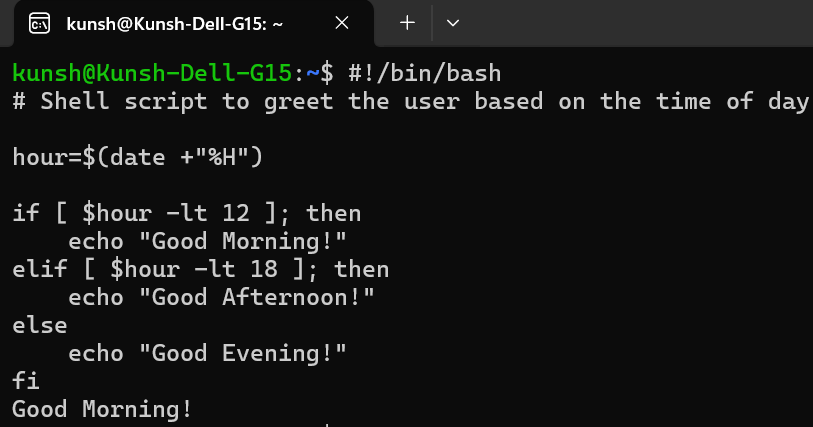 kunsh@Kunsh-Dell-G15: ~
kunsh@Kunsh-Dell-G15:~$ #!/bin/bash
# Shell script to greet the user based on the time of day
hour=$(date +"%H")
if [ $hour -lt 12 ]; then
    echo "Good Morning!"
elif [ $hour -lt 18 ]; then
    echo "Good Afternoon!"
else
    echo "Good Evening!"
fi
Good Morning!